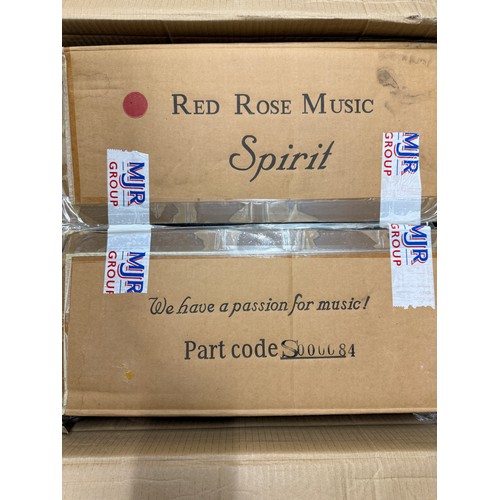 RED ROSE MUSIC
Spirit
MJR GROUP
MJR GROUP
MJR GROUP
MJR GROUP
We have a passion for music!
Part code S000084